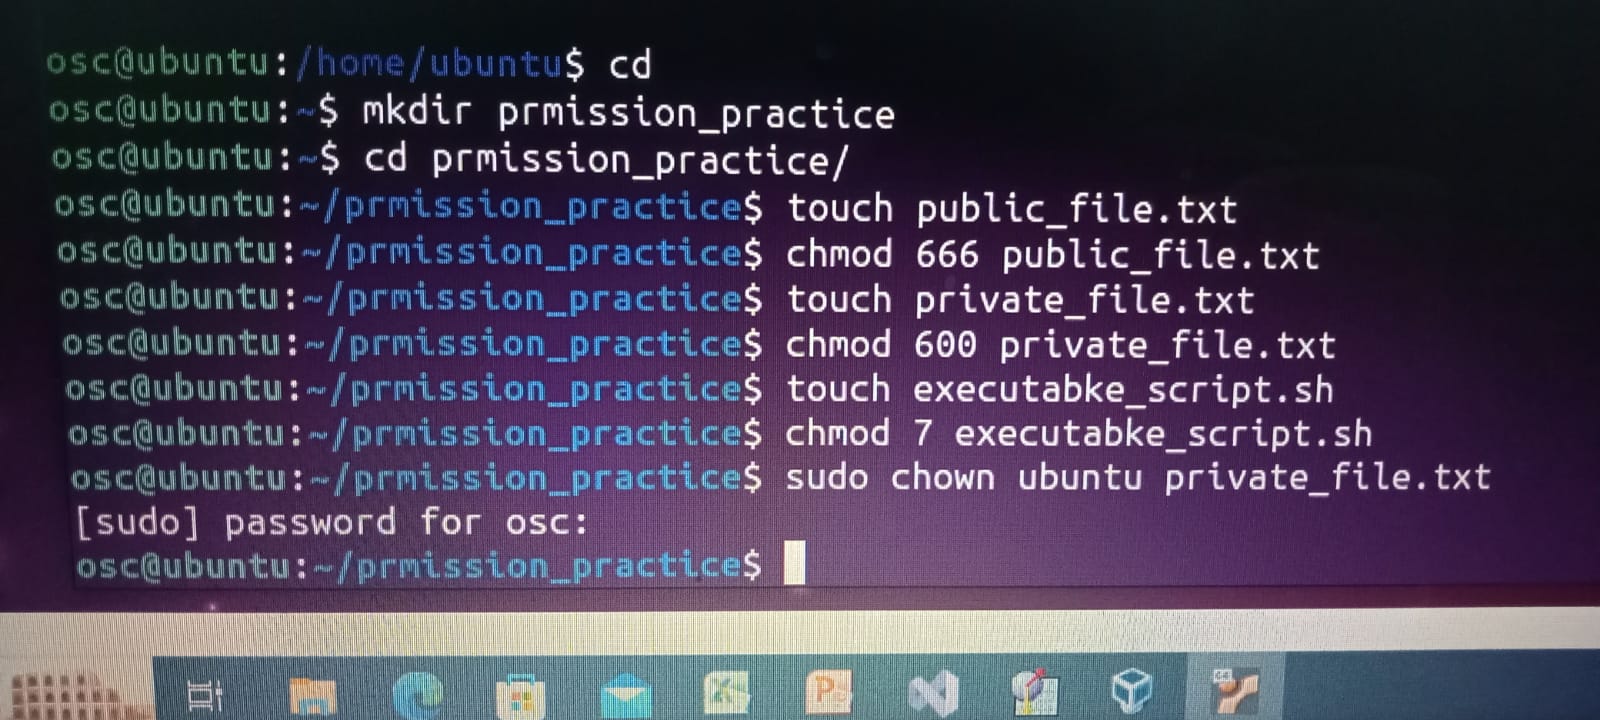 osc@ubuntu:/home/ubuntu$ cd
osc@ubuntu:~$ mkdir prmission_practice
osc@ubuntu:~$ cd prmission_practice/
osc@ubuntu:~/prmission_practice$ touch public_file.txt
osc@ubuntu:~/prmission_practice$ chmod 666 public_file.txt
osc@ubuntu:~/prmission_practice$ touch private_file.txt
osc@ubuntu:~/prmission_practice$ chmod 600 private_file.txt
osc@ubuntu:~/prmission_practice$ touch executabke_script.sh
osc@ubuntu:~/prmission_practice$ chmod 7 executabke_script.sh
osc@ubuntu:~/prmission_practice$ sudo chown ubuntu private_file.txt
[sudo] password for osc:
osc@ubuntu:~/prmission_practice$